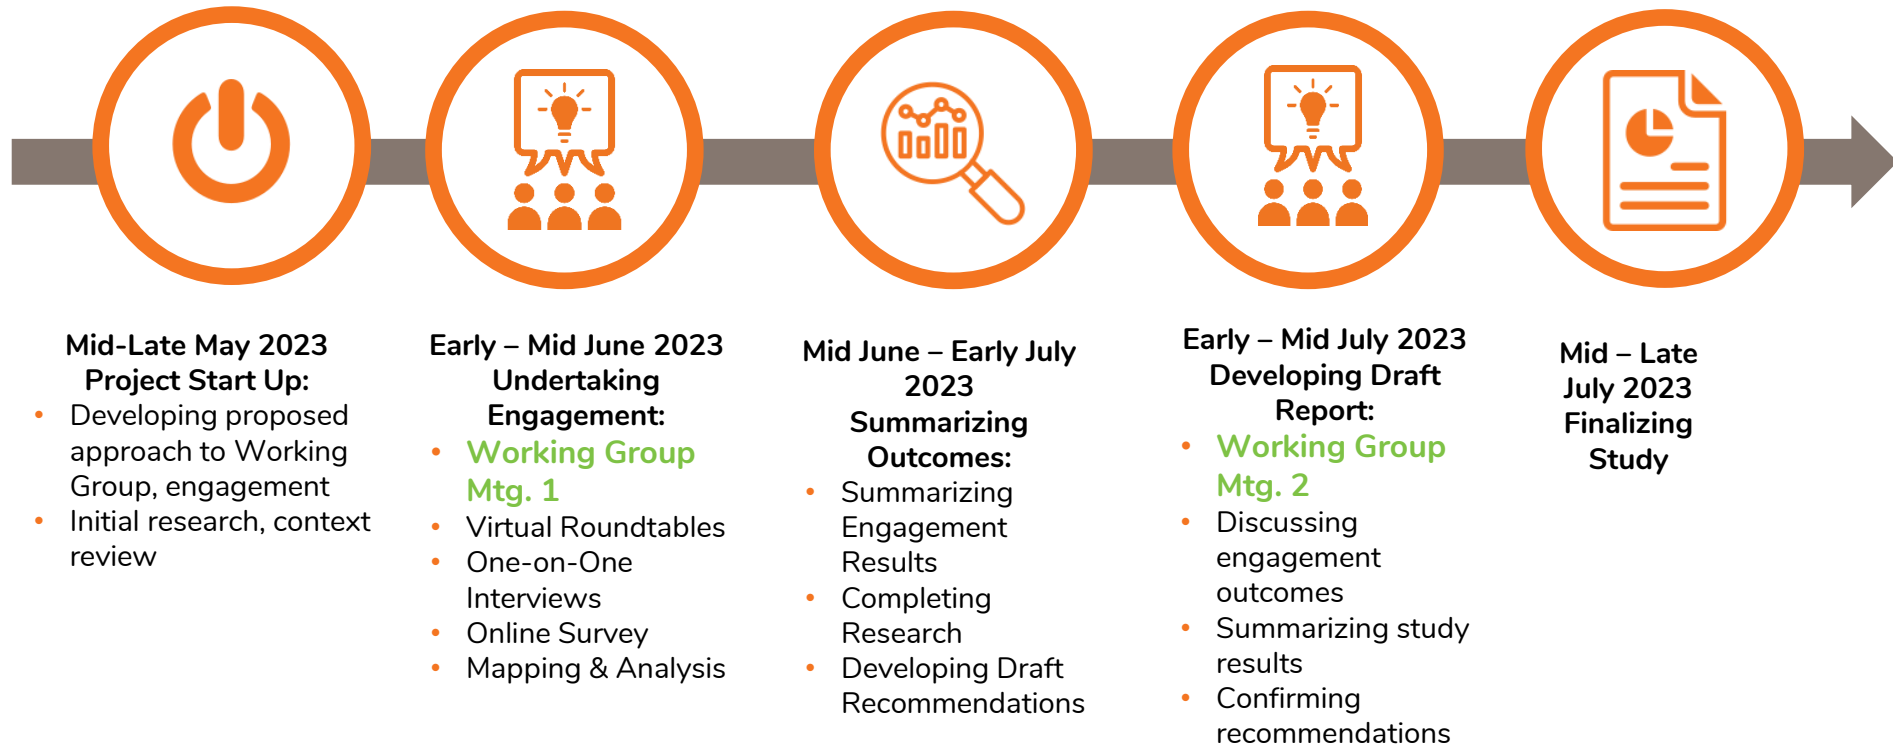 Mid-Late May 2023
Project Start Up:
• Developing proposed
approach to Working
Group, engagement
• Initial research, context
review
Early – Mid June 2023
Undertaking
Engagement:
• Working Group
Mtg. 1
• Virtual Roundtables
• One-on-One
Interviews
• Online Survey
• Mapping & Analysis
Mid June – Early July
2023
Summarizing
Outcomes:
• Summarizing
Engagement
Results
• Completing
Research
• Developing Draft
Recommendations
Early – Mid July 2023
Developing Draft
Report:
• Working Group
Mtg. 2
• Discussing
engagement
outcomes
• Summarizing study
results
• Confirming
recommendations
Mid – Late
July 2023
Finalizing
Study